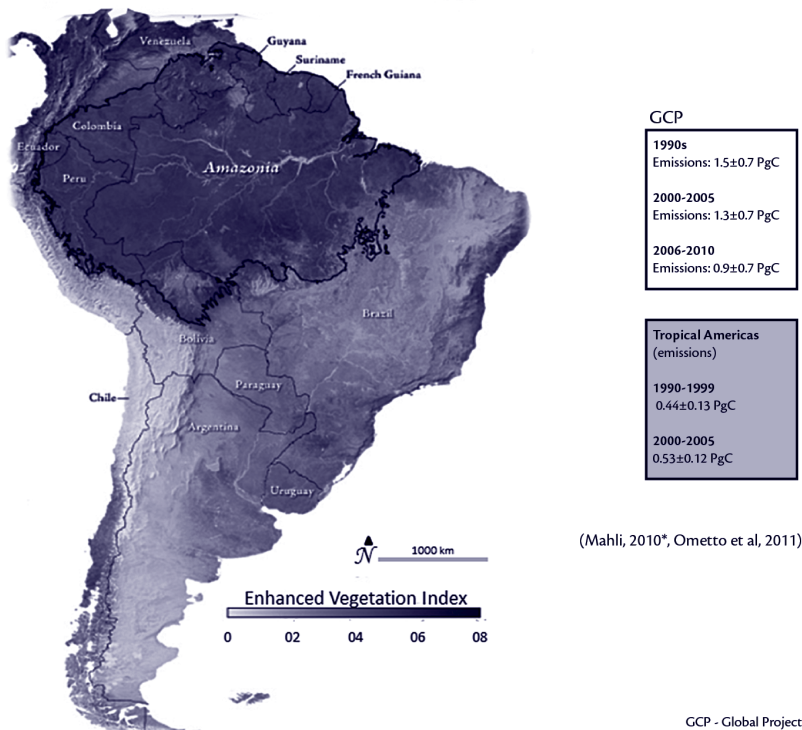 Venezuela
Guyana
Suriname
French Guiana
Colombia
Ecuador
Amazonia
Peru
Brazil
Bolivia
Paraguay
Chile
Argentina
Uruguay
N
1000 km
Enhanced Vegetation Index
0 02 04 06 08
GCP
1990s
Emissions: 1.5±0.7 PgC
2000-2005
Emissions: 1.3±0.7 PgC
2006-2010
Emissions: 0.9±0.7 PgC
Tropical Americas
(emissions)
1990-1999
0.44±0.13 PgC
2000-2005
0.53±0.12 PgC
(Mahli, 2010*, Ometto et al, 2011)
GCP - Global Project